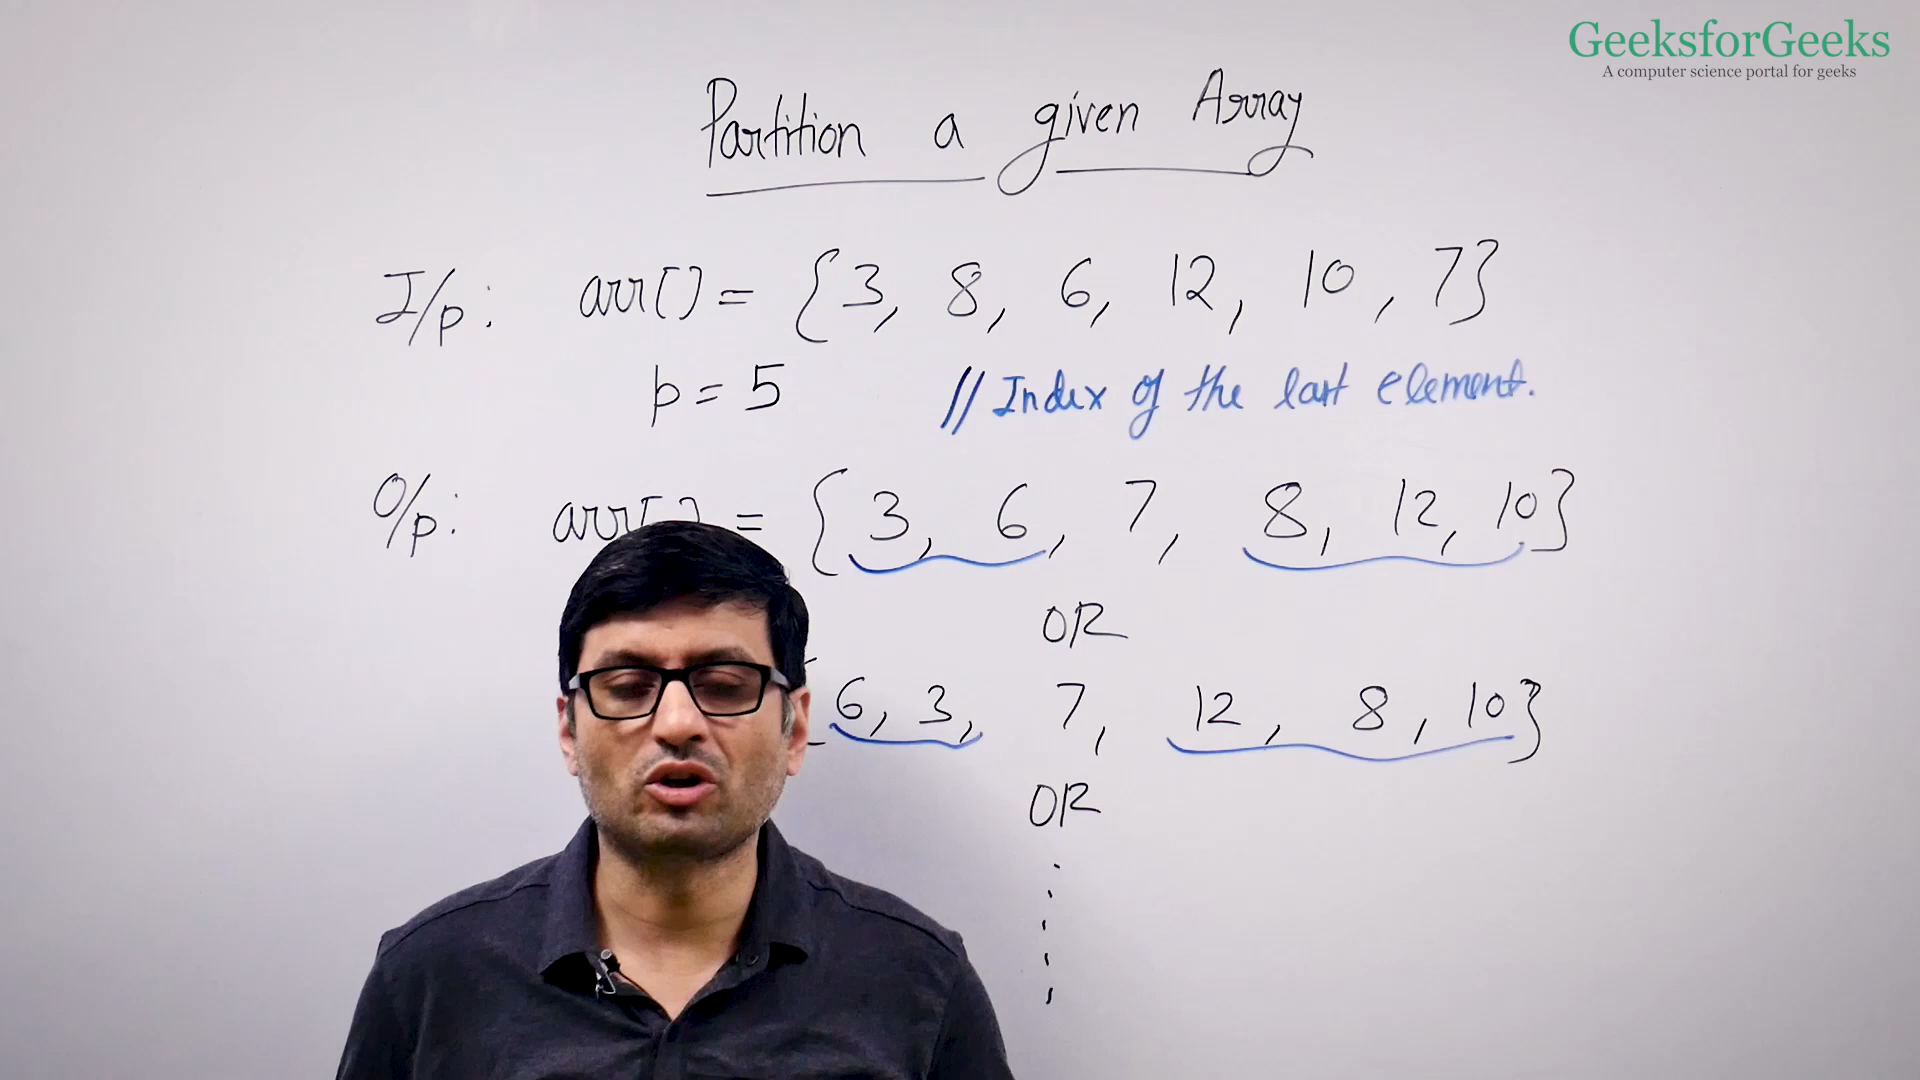 GeeksforGeeks
A computer science portal for geeks
Partition a given Array
I/p: arr[] = {3, 8, 6, 12, 10, 7}
p = 5 // Index of the last element.
O/p: arr[] = {3, 6, 7, 8, 12, 10}
OR
6, 3, 7, 12, 8, 10}
OR